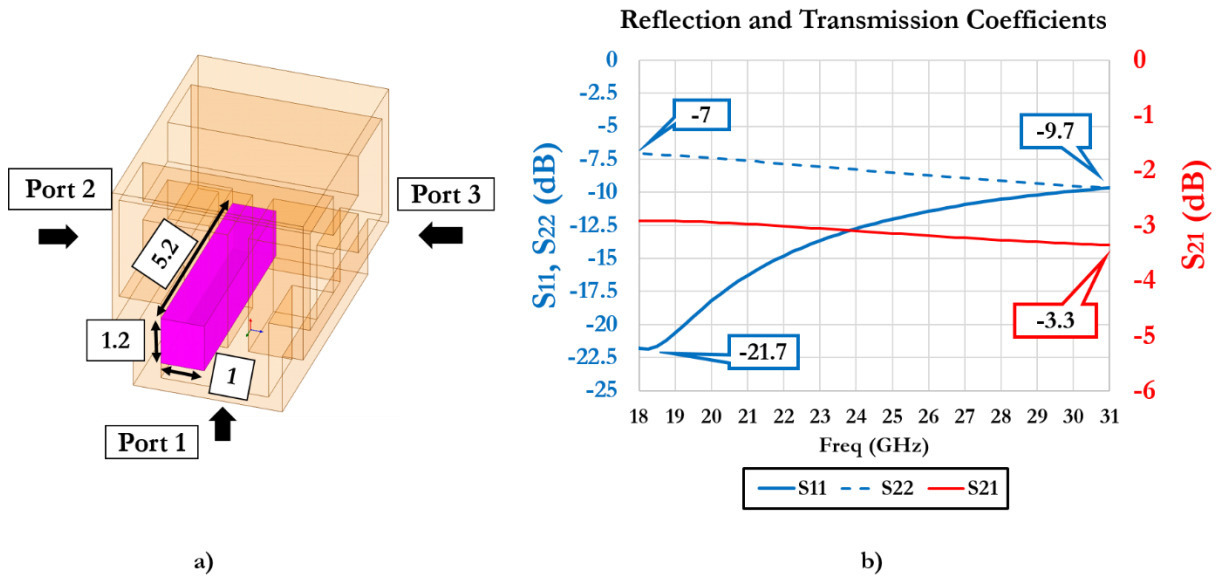 Port 2
Port 3
5.2
1.2
1
Port 1
a)
Reflection and Transmission Coefficients
0
-2.5
-5
-7.5
-10
-12.5
-15
-17.5
-20
-22.5
-25
S11, S22 (dB)
-7
-9.7
-21.7
-3.3
0
-1
-2
-3
-4
-5
-6
S21 (dB)
18 19 20 21 22 23 24 25 26 27 28 29 30 31
Freq (GHz)
S11 S22 S21
b)